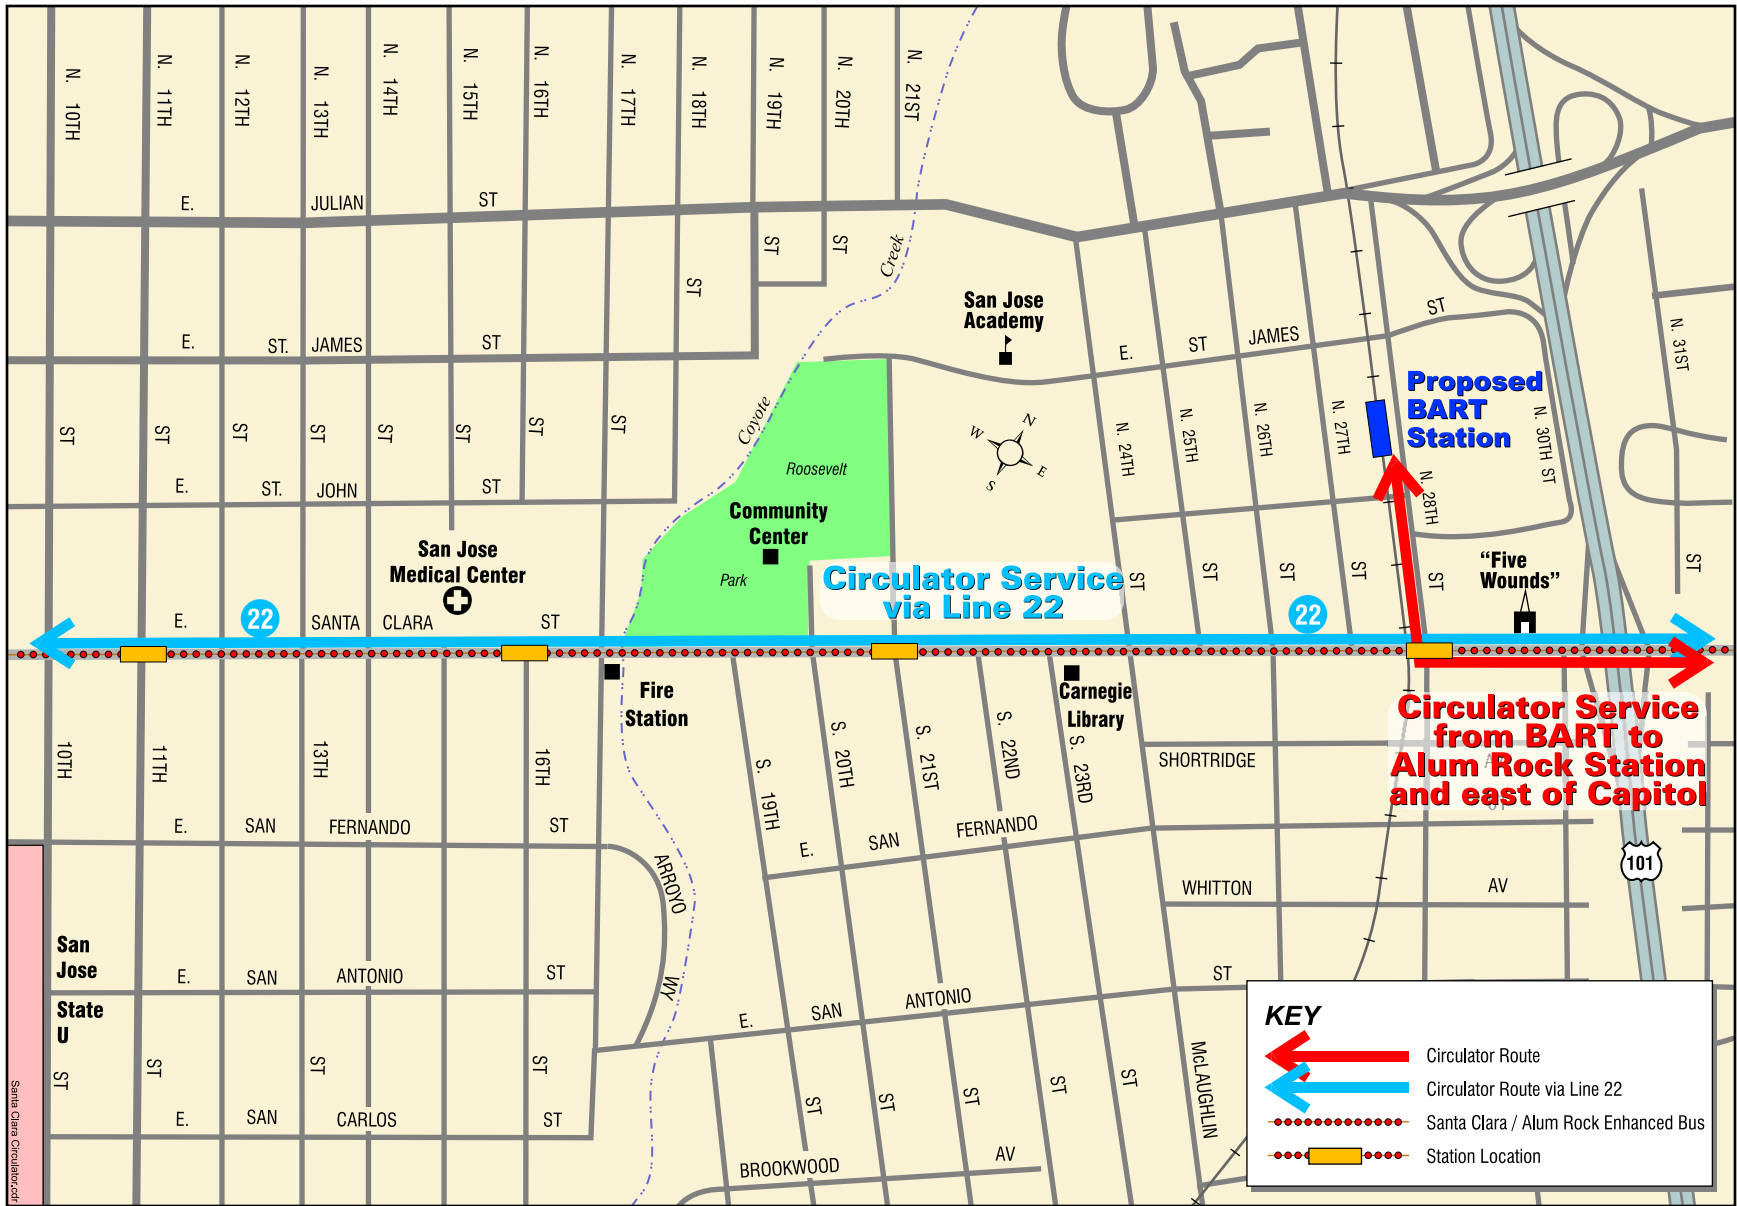 N. 10TH
N. 11TH
N. 12TH
N. 13TH
N. 14TH
N. 15TH
N. 16TH
N. 17TH
N. 18TH
N. 19TH
N. 20TH
N. 21ST
E. JULIAN ST
ST
ST
ST
Creek
San Jose
Academy
E. ST. JAMES ST
E. ST JAMES ST
N. 31ST
ST
Proposed
BART
Station
ST
ST
ST
ST
ST
ST
ST
ST
Coyote
N
W
E
S
N. 24TH
N. 25TH
N. 26TH
N. 27TH
N. 28TH
N. 30TH ST
Roosevelt
Community
Center
Park
E. ST. JOHN ST
San Jose
Medical Center
"Five
Wounds"
Circulator Service
via Line 22
ST
ST
ST
ST
ST
22
22
E. SANTA CLARA ST
Fire
Station
Carnegie
Library
Circulator Service
from BART to
Alum Rock Station
and east of Capitol
10TH
11TH
13TH
16TH
S. 19TH
S. 20TH
S. 21ST
S. 22ND
S. 23RD
SHORTRIDGE
E. SAN FERNANDO ST
E. SAN FERNANDO
101
WHITTON AV
ARROYO WY
San
Jose
State
U
E. SAN ANTONIO ST
E. SAN ANTONIO ST
McLAUGHLIN
ST
ST
ST
ST
ST
ST
ST
ST
ST
E. SAN CARLOS ST
BROOKWOOD AV
Santa Clara Circulator.cdr
KEY
Circulator Route
Circulator Route via Line 22
Santa Clara / Alum Rock Enhanced Bus
Station Location